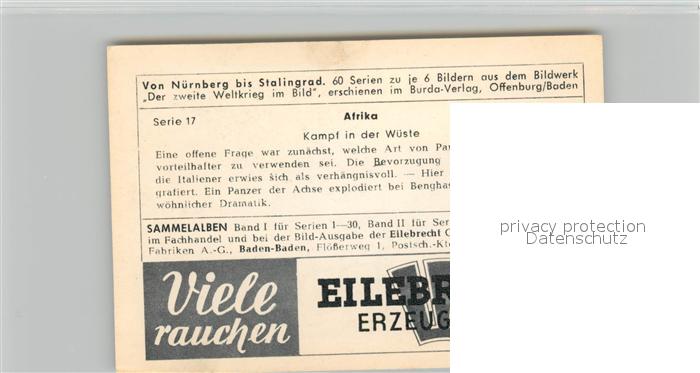 Von Nürnberg bis Stalingrad. 60 Serien zu je 6 Bildern aus dem Bildwerk
„Der zweite Weltkrieg im Bild", erschienen im Burda-Verlag, Offenburg/Baden
Serie 17 Afrika
Kampf in der Wüste
Eine offene Frage war zunächst, welche Art von Pa
vorteilhafter zu verwenden sei. Die Bevorzugung
die Italiener erwies sich als verhängnisvoll. — Hier
grafiert. Ein Panzer der Achse explodiert bei Bengha
wöhnlicher Dramatik.
SAMMELALBEN Band I für Serien 1—30, Band II für Ser
im Fachhandel und bei der Bild-Ausgabe der Eilebrecht C
Fabriken A.-G., Baden-Baden, Flößerweg 1, Postsch.-Kt
privacy protection
Datenschutz
Viele
rauchen
EILEBR
ERZEUG